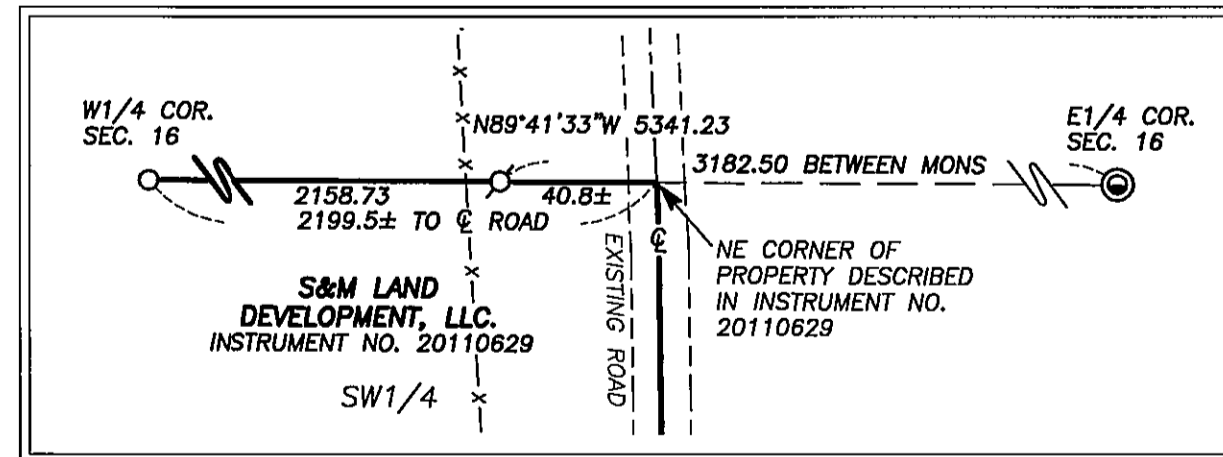 W1/4 COR.
SEC. 16
N89°41'33"W 5341.23
E1/4 COR.
SEC. 16
3182.50 BETWEEN MONS
2158.73
40.8±
2199.5± TO ℄ ROAD
℄
EXISTING ROAD
NE CORNER OF
PROPERTY DESCRIBED
IN INSTRUMENT NO.
20110629
S&M LAND
DEVELOPMENT, LLC.
INSTRUMENT NO. 20110629
SW1/4